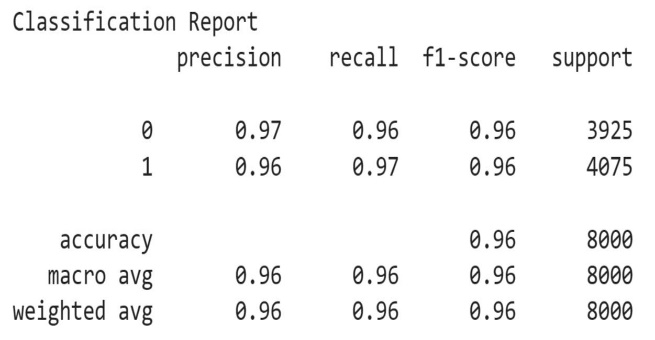 Classification Report
precision recall f1-score support
0 0.97 0.96 0.96 3925
1 0.96 0.97 0.96 4075
accuracy 0.96 8000
macro avg 0.96 0.96 0.96 8000
weighted avg 0.96 0.96 0.96 8000